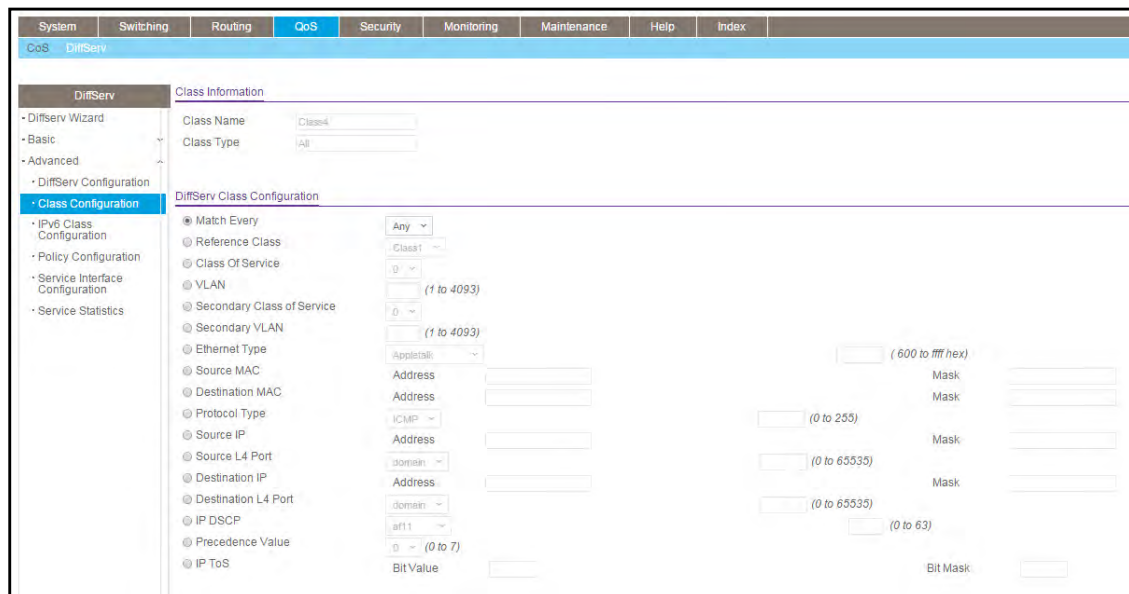 System Switching Routing QoS Security Monitoring Maintenance Help Index
CoS DiffServ
DiffServ
Diffserv Wizard
Basic
Advanced
DiffServ Configuration
Class Configuration
IPv6 Class
Configuration
Policy Configuration
Service Interface
Configuration
Service Statistics
Class Information
Class Name Class4
Class Type All
DiffServ Class Configuration
Match Every Any
Reference Class Class1
Class Of Service 0
VLAN (1 to 4093)
Secondary Class of Service 0
Secondary VLAN (1 to 4093)
Ethernet Type Appletalk ( 600 to ffff hex)
Source MAC Address Mask
Destination MAC Address Mask
Protocol Type ICMP (0 to 255)
Source IP Address Mask
Source L4 Port domain (0 to 65535)
Destination IP Address Mask
Destination L4 Port domain (0 to 65535)
IP DSCP af11 (0 to 63)
Precedence Value 0 (0 to 7)
IP ToS Bit Value Bit Mask